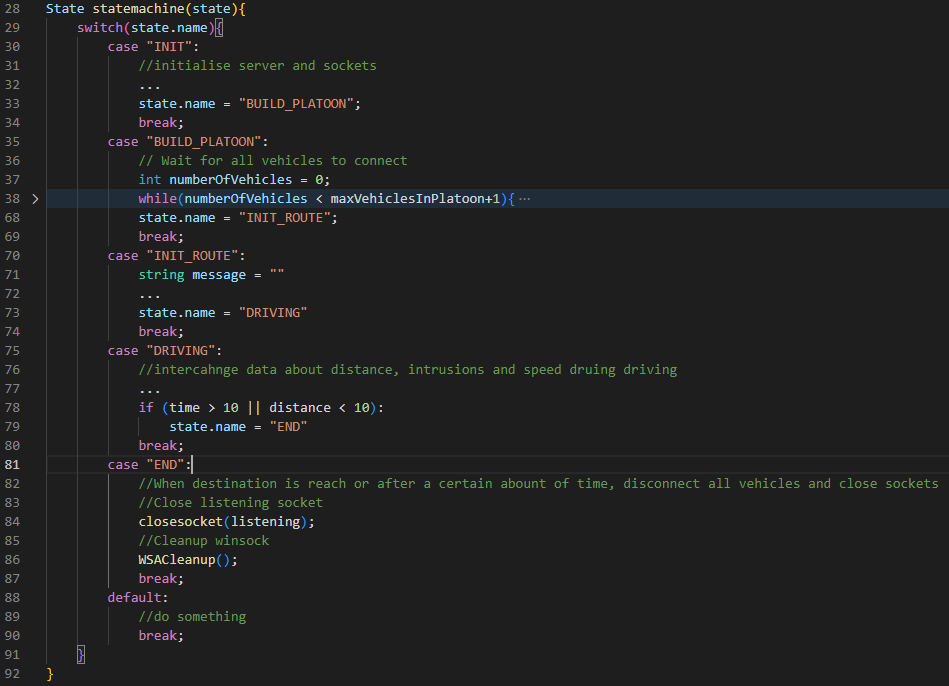 28 State statemachine(state){
29 switch(state.name){
30 case "INIT":
31 //initialise server and sockets
32 ...
33 state.name = "BUILD_PLATOON";
34 break;
35 case "BUILD_PLATOON":
36 // Wait for all vehicles to connect
37 int numberOfVehicles = 0;
38 > while(numberOfVehicles < maxVehiclesInPlatoon+1){ ···
68 state.name = "INIT_ROUTE";
69 break;
70 case "INIT_ROUTE":
71 string message = ""
72 ...
73 state.name = "DRIVING"
74 break;
75 case "DRIVING":
76 //intercahnge data about distance, intrusions and speed druing driving
77 ...
78 if (time > 10 || distance < 10):
79 state.name = "END"
80 break;
81 case "END":
82 //When destination is reach or after a certain abount of time, disconnect all vehicles and close sockets
83 //Close listening socket
84 closesocket(listening);
85 //Cleanup winsock
86 WSACleanup();
87 break;
88 default:
89 //do something
90 break;
91 }
92 }